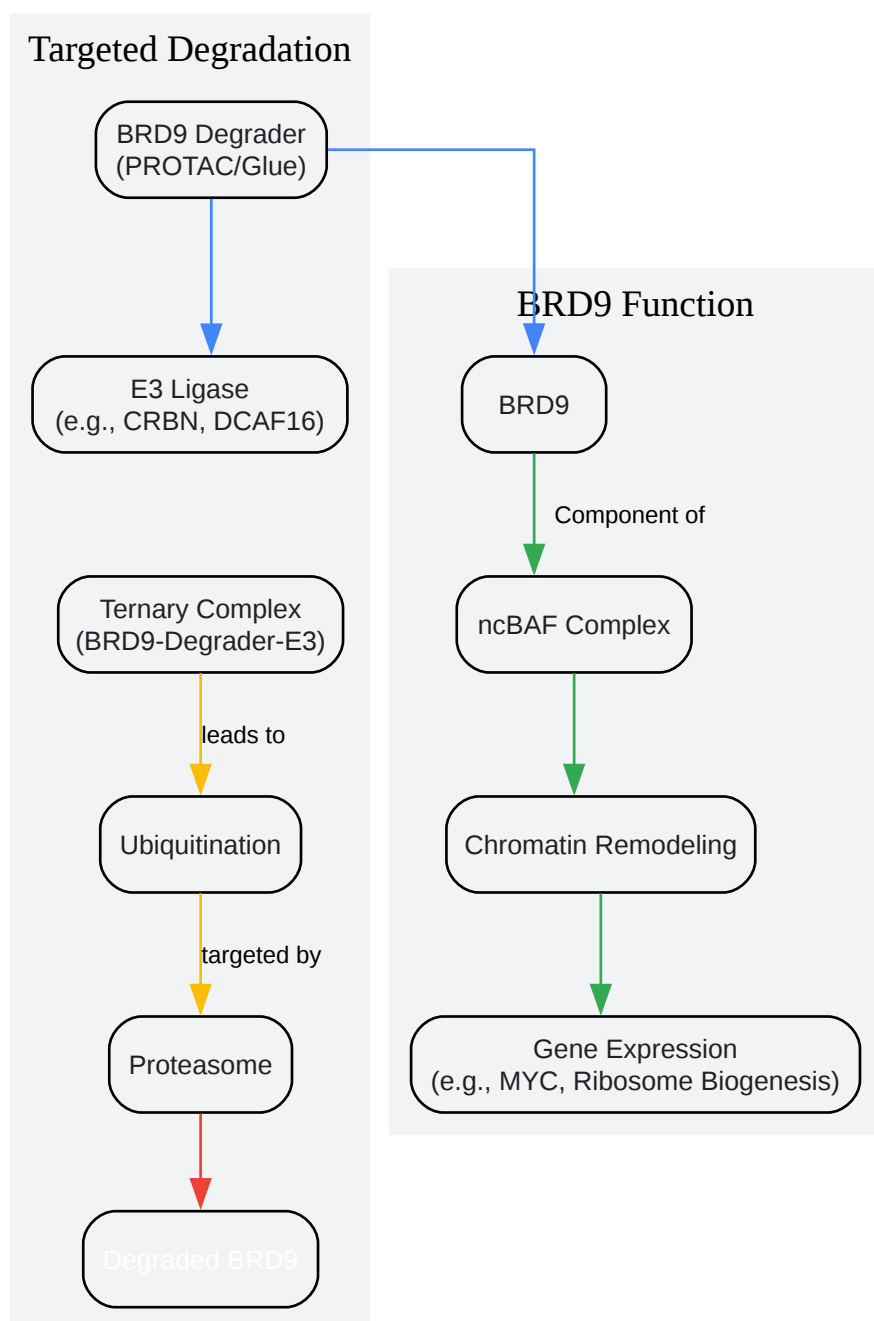 Targeted Degradation
BRD9 Degrader
(PROTAC/Glue)
E3 Ligase
(e.g., CRBN, DCAF16)
Ternary Complex
(BRD9-Degrader-E3)
leads to
Ubiquitination
targeted by
Proteasome
Degraded BRD9
BRD9 Function
BRD9
Component of
ncBAF Complex
Chromatin Remodeling
Gene Expression
(e.g., MYC, Ribosome Biogenesis)